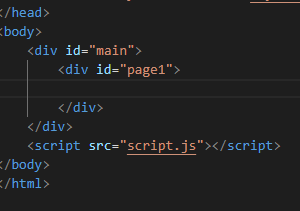 </head>
<body>
<div id="main">
<div id="page1">
</div>
</div>
<script src="script.js"></script>
</body>
</html>